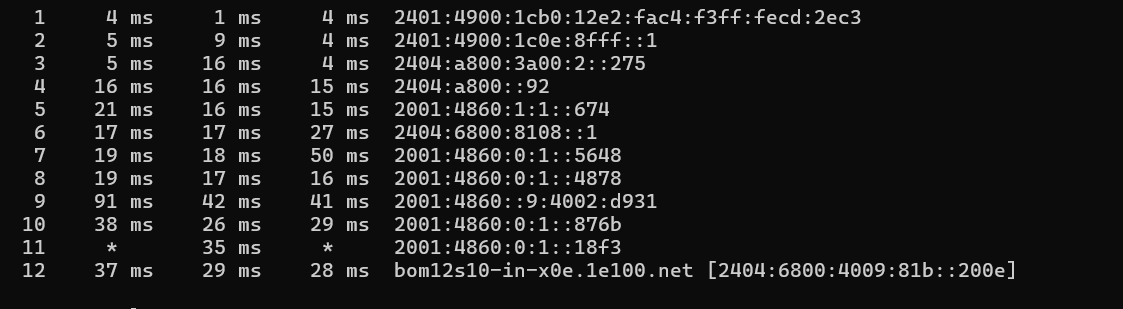 1 4 ms 1 ms 4 ms 2401:4900:1cb0:12e2:fac4:f3ff:fecd:2ec3
2 5 ms 9 ms 4 ms 2401:4900:1c0e:8fff::1
3 5 ms 16 ms 4 ms 2404:a800:3a00:2::275
4 16 ms 16 ms 15 ms 2404:a800::92
5 21 ms 16 ms 15 ms 2001:4860:1:1::674
6 17 ms 17 ms 27 ms 2404:6800:8108::1
7 19 ms 18 ms 50 ms 2001:4860:0:1::5648
8 19 ms 17 ms 16 ms 2001:4860:0:1::4878
9 91 ms 42 ms 41 ms 2001:4860::9:4002:d931
10 38 ms 26 ms 29 ms 2001:4860:0:1::876b
11 * 35 ms * 2001:4860:0:1::18f3
12 37 ms 29 ms 28 ms bom12s10-in-x0e.1e100.net [2404:6800:4009:81b::200e]